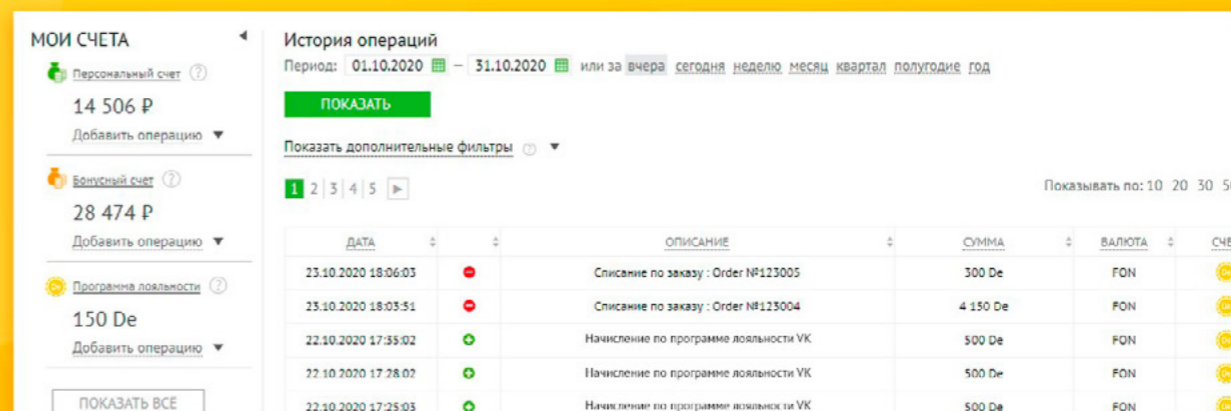 МОИ СЧЕТА
Персональный счет
14 506 ₽
Добавить операцию
Бонусный счет
28 474 ₽
Добавить операцию
Программа лояльности
150 De
Добавить операцию
ПОКАЗАТЬ ВСЕ
История операций
Период: 01.10.2020 – 31.10.2020 или за вчера сегодня неделю месяц квартал полугодие год
ПОКАЗАТЬ
Показать дополнительные фильтры
1 2 3 4 5
Показывать по: 10 20 30
ДАТА ОПИСАНИЕ СУММА ВАЛЮТА
23.10.2020 18:06:03 Списание по заказу : Order №123005 300 De FON
23.10.2020 18:03:51 Списание по заказу : Order №123004 4 150 De FON
22.10.2020 17:35:02 Начисление по программе лояльности VK 500 De FON
22.10.2020 17:28:02 Начисление по программе лояльности VK 500 De FON
22.10.2020 17:25:03 Начисление по программе лояльности VK 500 De FON